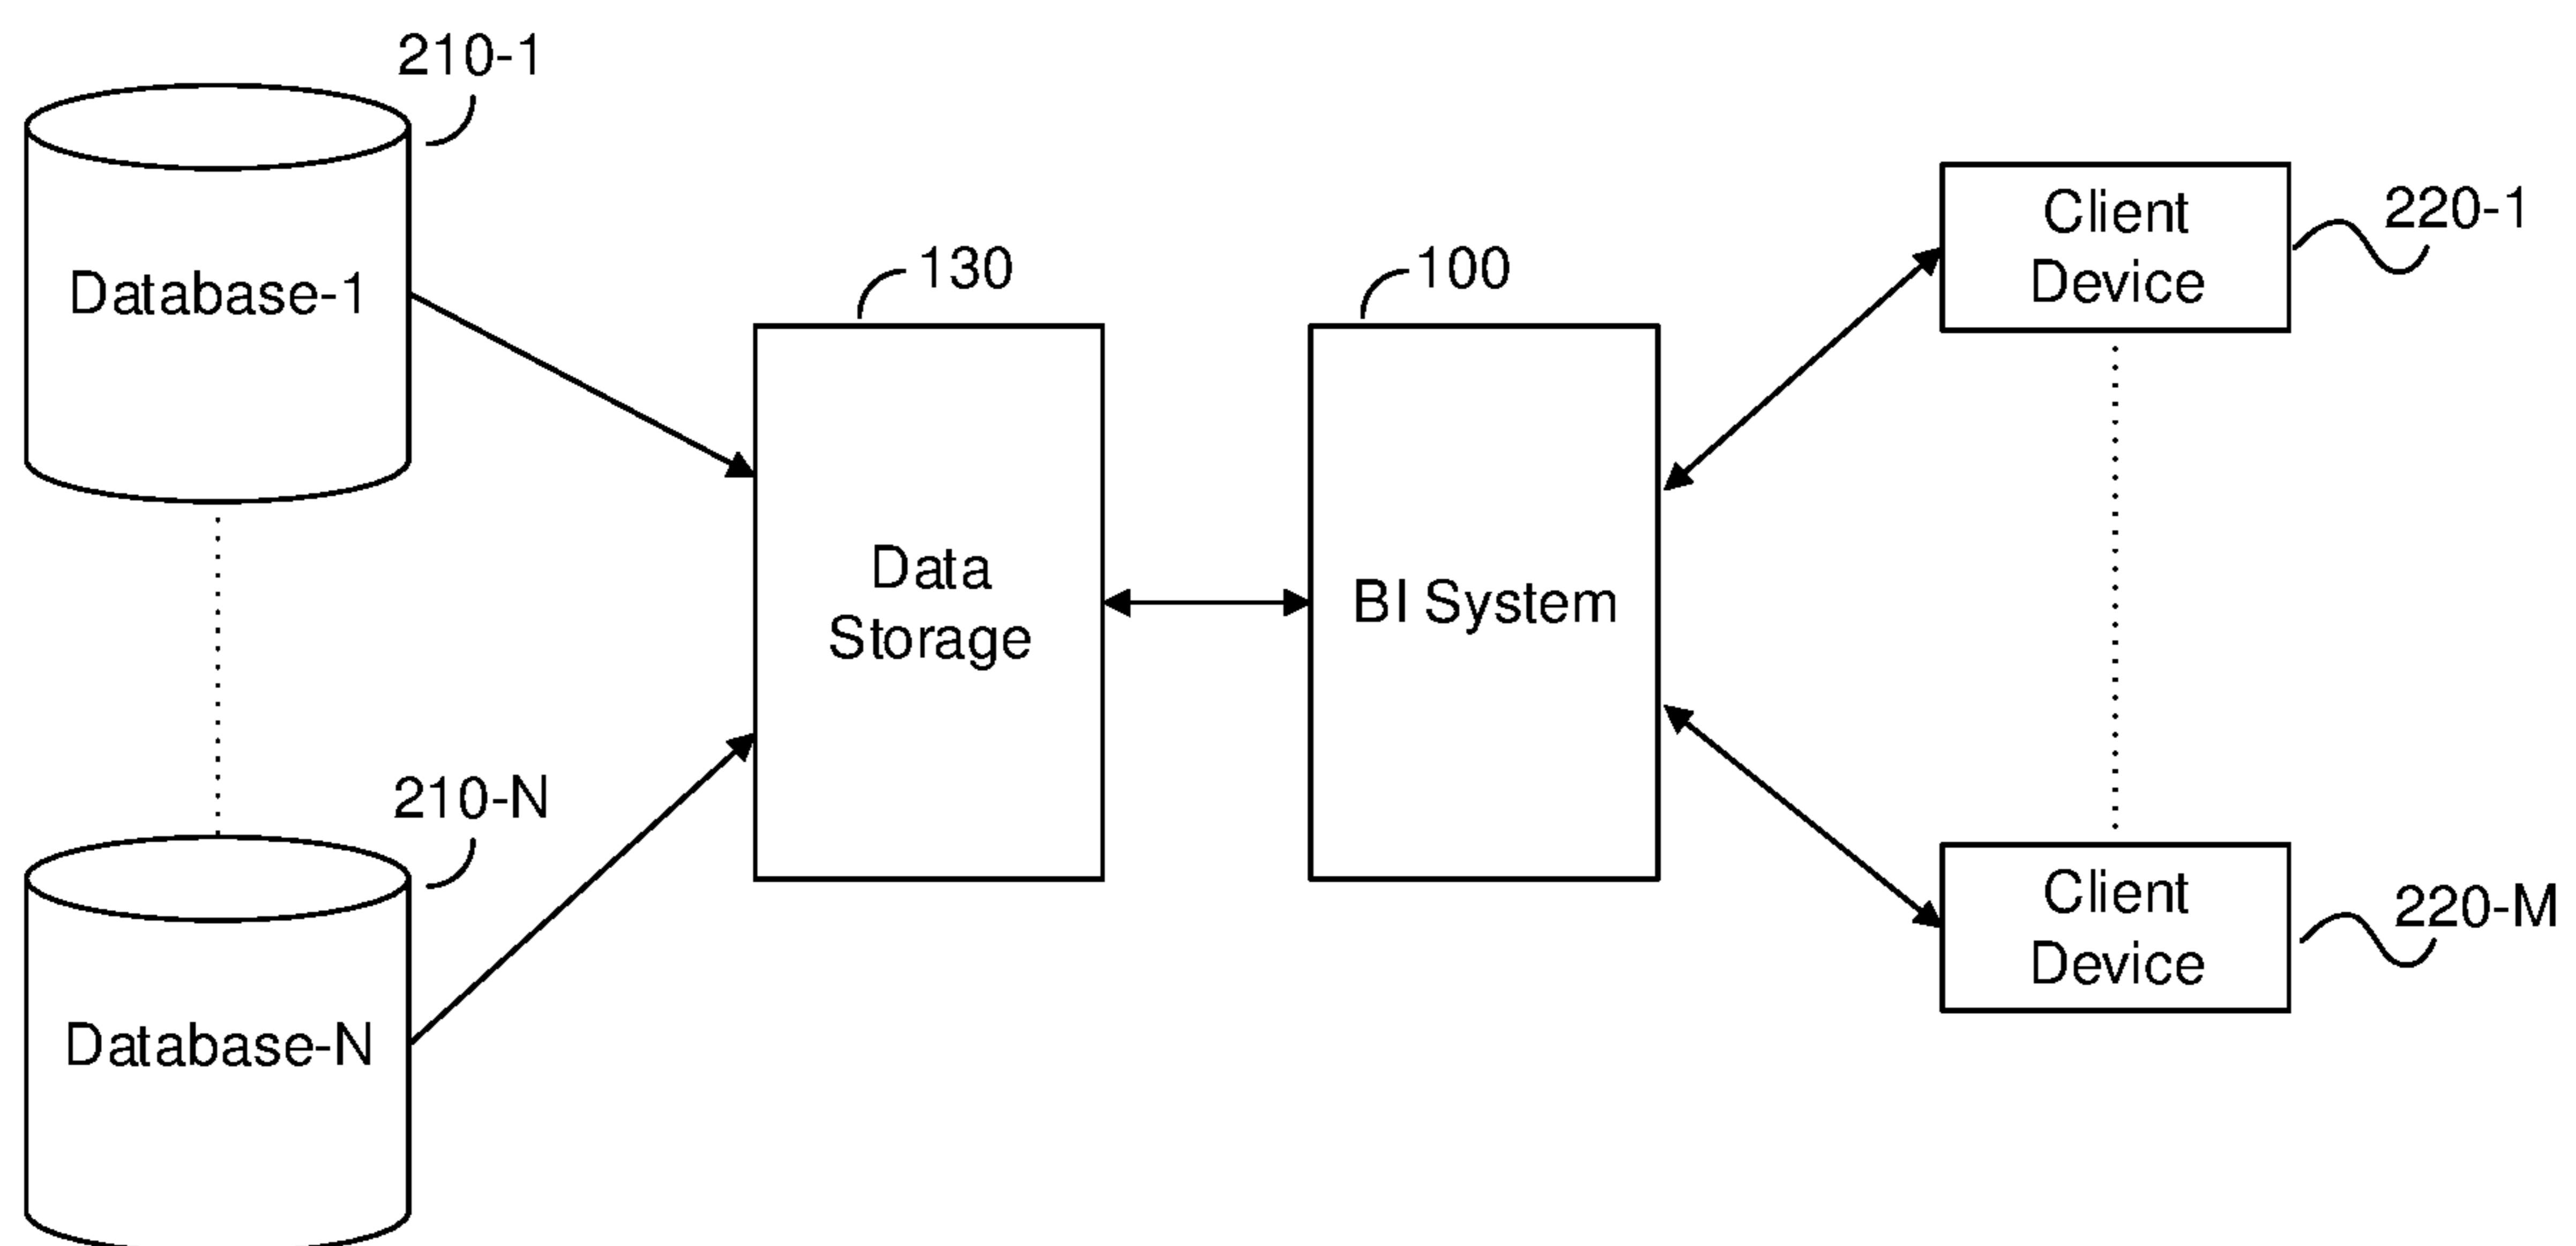 210-1
Database-1
130
Data
Storage
100
BI System
Client
Device
220-1
210-N
Database-N
Client
Device
220-M